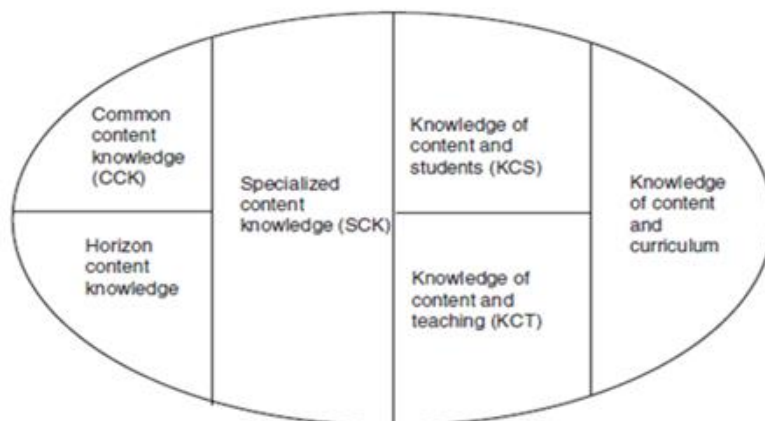 Common
content
knowledge
(CCK)
Horizon
content
knowledge
Specialized
content
knowledge (SCK)
Knowledge of
content and
students (KCS)
Knowledge of
content and
teaching (KCT)
Knowledge
of content
and
curriculum